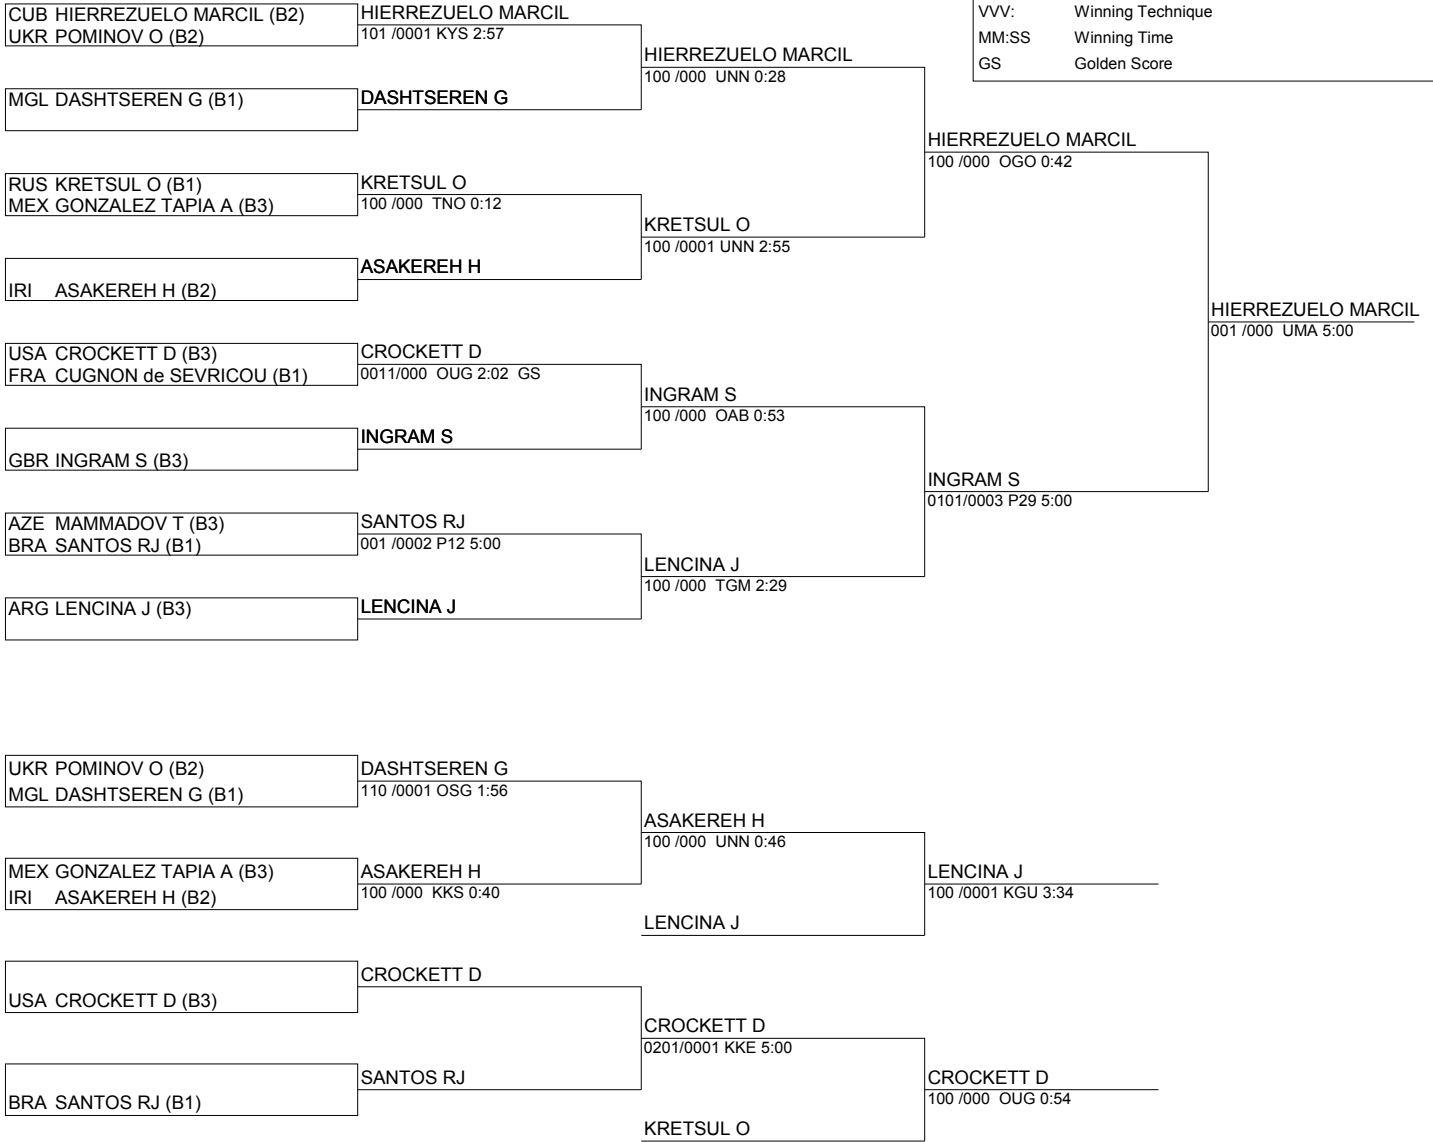 VVV: Winning Technique
MM:SS Winning Time
GS Golden Score
CUB HIERREZUELO MARCIL (B2)
UKR POMINOV O (B2)
HIERREZUELO MARCIL
101 /0001 KYS 2:57
HIERREZUELO MARCIL
100 /000 UNN 0:28
MGL DASHTSEREN G (B1)
DASHTSEREN G
HIERREZUELO MARCIL
100 /000 OGO 0:42
RUS KRETSUL O (B1)
MEX GONZALEZ TAPIA A (B3)
KRETSUL O
100 /000 TNO 0:12
KRETSUL O
100 /0001 UNN 2:55
IRI ASAKEREH H (B2)
ASAKEREH H
HIERREZUELO MARCIL
001 /000 UMA 5:00
USA CROCKETT D (B3)
FRA CUGNON de SEVRICOU (B1)
CROCKETT D
0011/000 OUG 2:02 GS
INGRAM S
100 /000 OAB 0:53
GBR INGRAM S (B3)
INGRAM S
INGRAM S
0101/0003 P29 5:00
AZE MAMMADOV T (B3)
BRA SANTOS RJ (B1)
SANTOS RJ
001 /0002 P12 5:00
LENCINA J
100 /000 TGM 2:29
ARG LENCINA J (B3)
LENCINA J
UKR POMINOV O (B2)
MGL DASHTSEREN G (B1)
DASHTSEREN G
110 /0001 OSG 1:56
ASAKEREH H
100 /000 UNN 0:46
MEX GONZALEZ TAPIA A (B3)
IRI ASAKEREH H (B2)
ASAKEREH H
100 /000 KKS 0:40
LENCINA J
100 /0001 KGU 3:34
LENCINA J
USA CROCKETT D (B3)
CROCKETT D
CROCKETT D
0201/0001 KKE 5:00
BRA SANTOS RJ (B1)
SANTOS RJ
CROCKETT D
100 /000 OUG 0:54
KRETSUL O